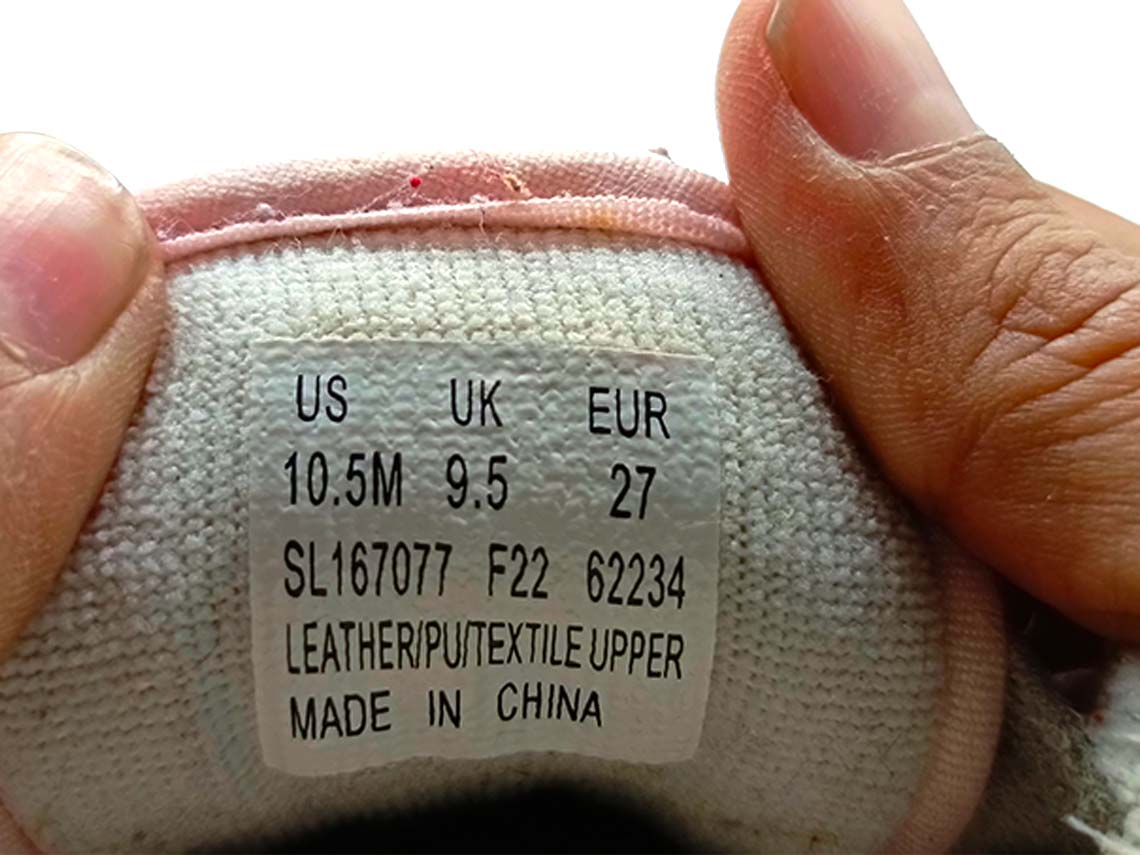 US UK EUR
10.5M 9.5 27
SL167077 F22 62234
LEATHER/PU/TEXTILE UPPER
MADE IN CHINA